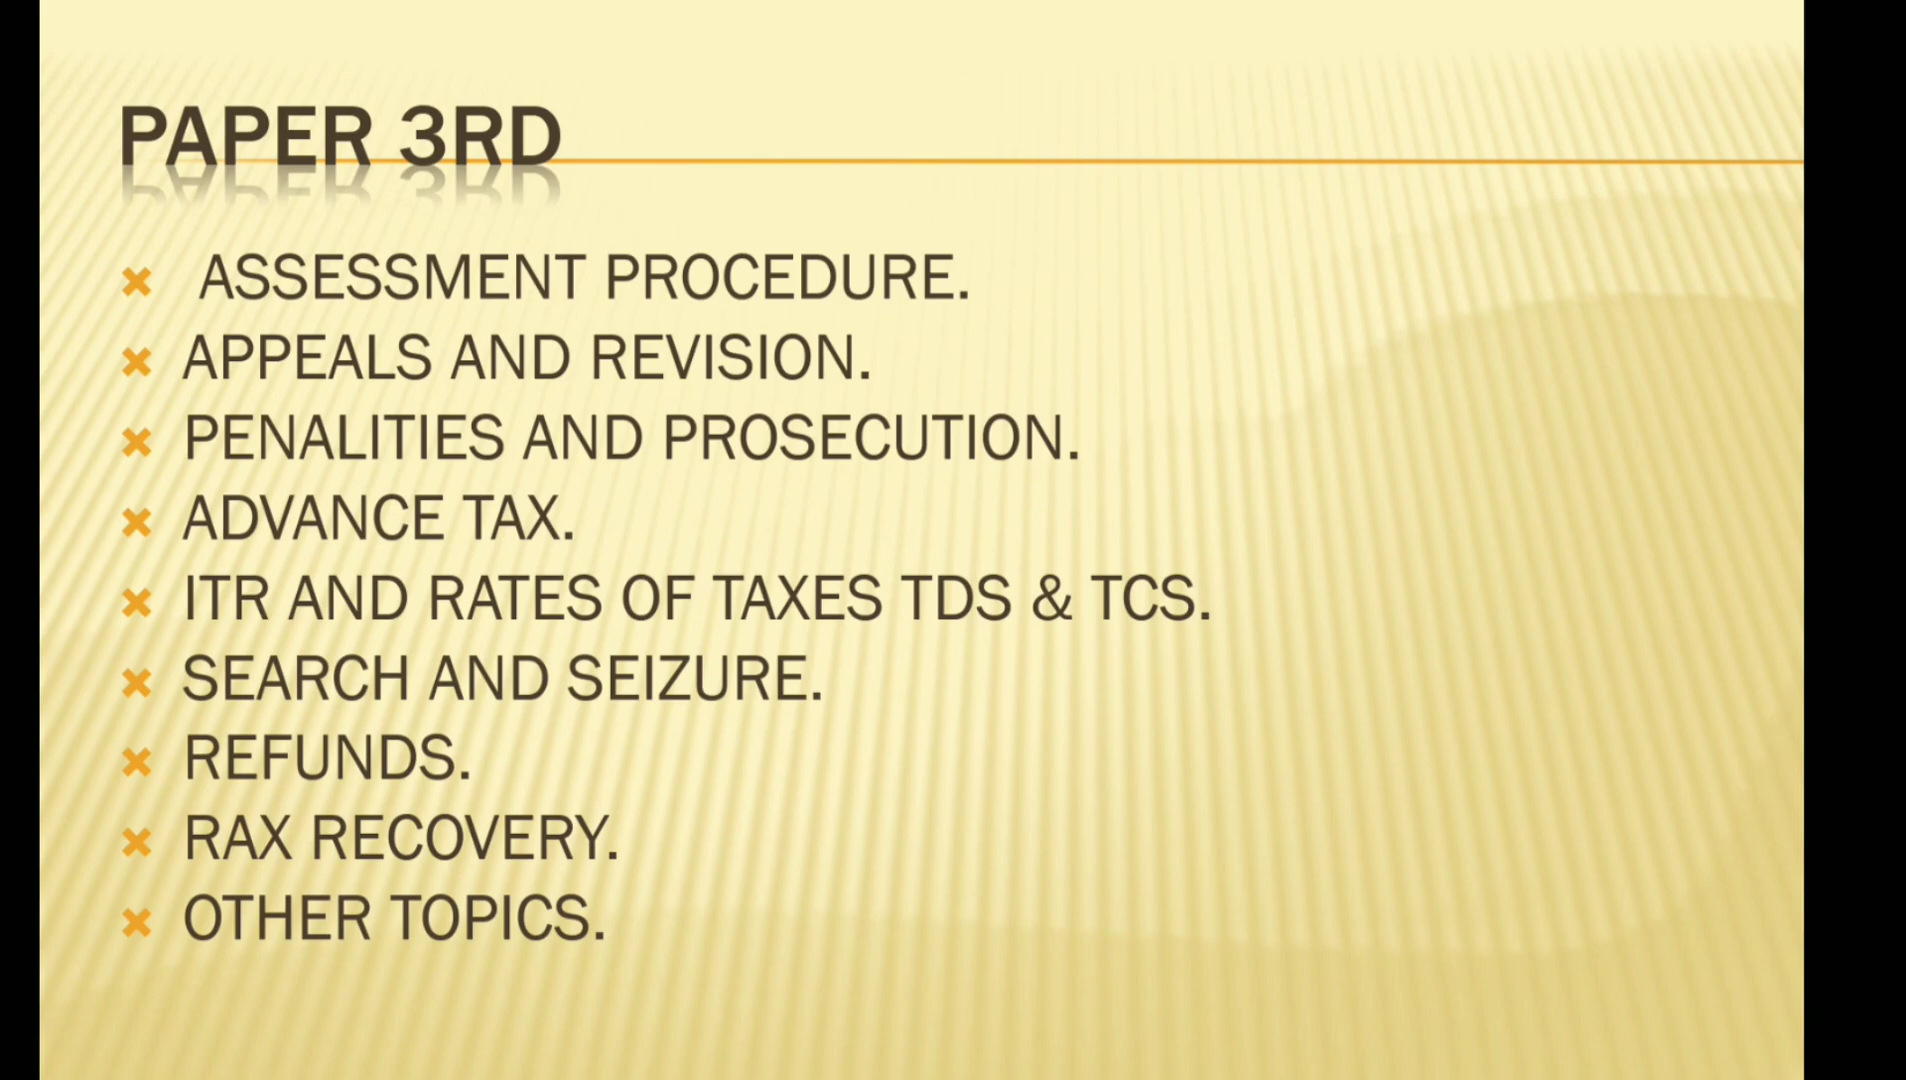 PAPER 3RD
ASSESSMENT PROCEDURE.
APPEALS AND REVISION.
PENALITIES AND PROSECUTION.
ADVANCE TAX.
ITR AND RATES OF TAXES TDS & TCS.
SEARCH AND SEIZURE.
REFUNDS.
RAX RECOVERY.
OTHER TOPICS.